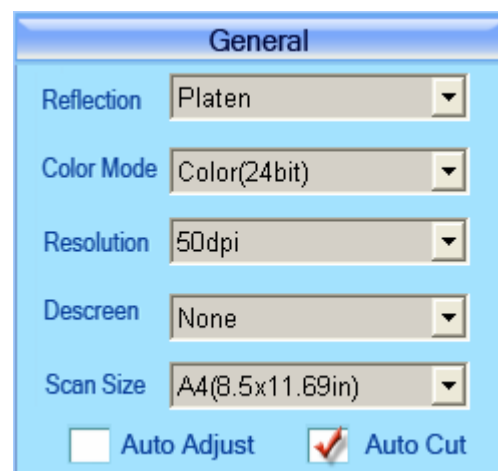 General
Reflection Platen
Color Mode Color(24bit)
Resolution 50dpi
Descreen None
Scan Size A4(8.5x11.69in)
Auto Adjust Auto Cut